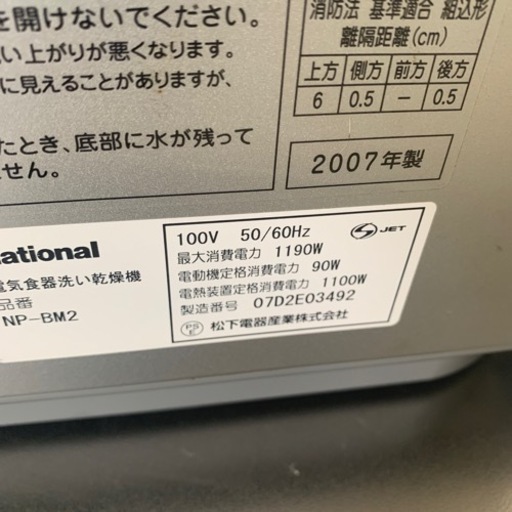 を開けないでください。
い上がりが悪くなります。
に見えることがありますが、
たとき、底部に水が残って
ません。
消防法 基準適合 組込形
離隔距離(cm)
上方 側方 前方 後方
6 0.5 － 0.5
2007年製
National
電気食器洗い乾燥機
品番
NP-BM2
100V 50/60Hz
最大消費電力 1190W
電動機定格消費電力 90W
電熱装置定格消費電力 1100W
製造番号 07D2E03492
PS E 松下電器産業株式会社
S JET